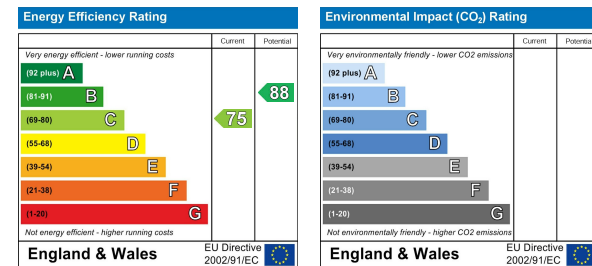 Energy Efficiency Rating
Current Potential
Very energy efficient - lower running costs
(92 plus) A
(81-91) B
88
(69-80) C
75
(55-68) D
(39-54) E
(21-38) F
(1-20) G
Not energy efficient - higher running costs
England & Wales
EU Directive
2002/91/EC
Environmental Impact (CO₂) Rating
Current Potential
Very environmentally friendly - lower CO2 emissions
(92 plus) A
(81-91) B
(69-80) C
(55-68) D
(39-54) E
(21-38) F
(1-20) G
Not environmentally friendly - higher CO2 emissions
England & Wales
EU Directive
2002/91/EC